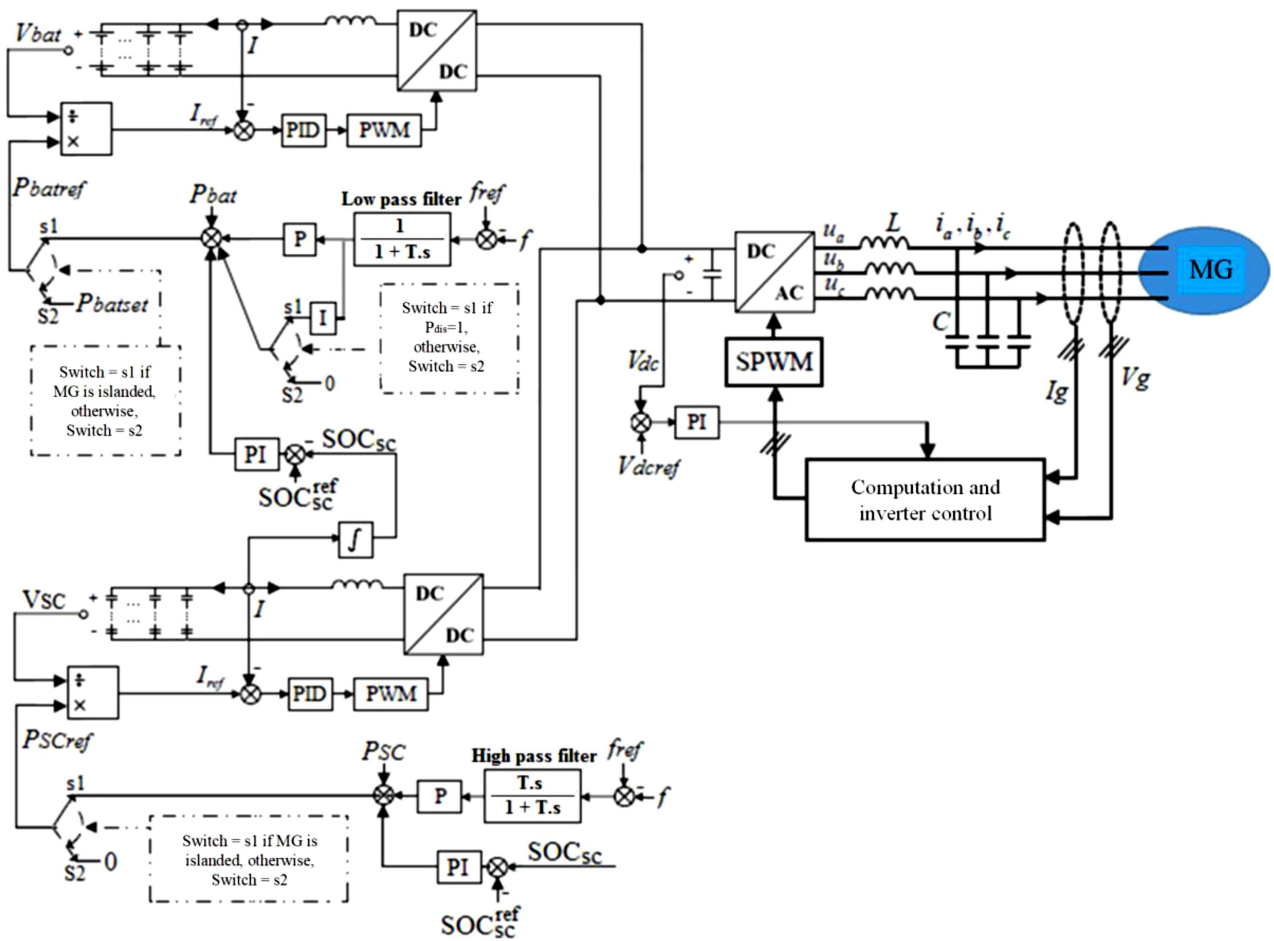 Vbat
+
-
...
...
I
DC
DC
÷
×
Iref
-
PID
PWM
Pbatref
s1
S2
Pbatset
Switch = s1 if
MG is islanded,
otherwise,
Switch = s2
Pbat
P
Low pass filter
1
1 + T.s
fref
-
f
s1
I
S2
0
Switch = s1 if
Pdis=1,
otherwise,
Switch = s2
PI
-
SOCsc
SOCsc ref
∫
+
-
Vdc
Vdcref
PI
DC
AC
SPWM
ua
ub
uc
L
ia, ib, ic
C
Ig
Vg
MG
Computation and
inverter control
VSC
+
-
...
...
I
DC
DC
÷
×
Iref
-
PID
PWM
PSCref
s1
S2
0
Switch = s1 if MG is
islanded, otherwise,
Switch = s2
PSC
P
High pass filter
T.s
1 + T.s
fref
-
f
PI
SOCsc
-
SOCsc ref